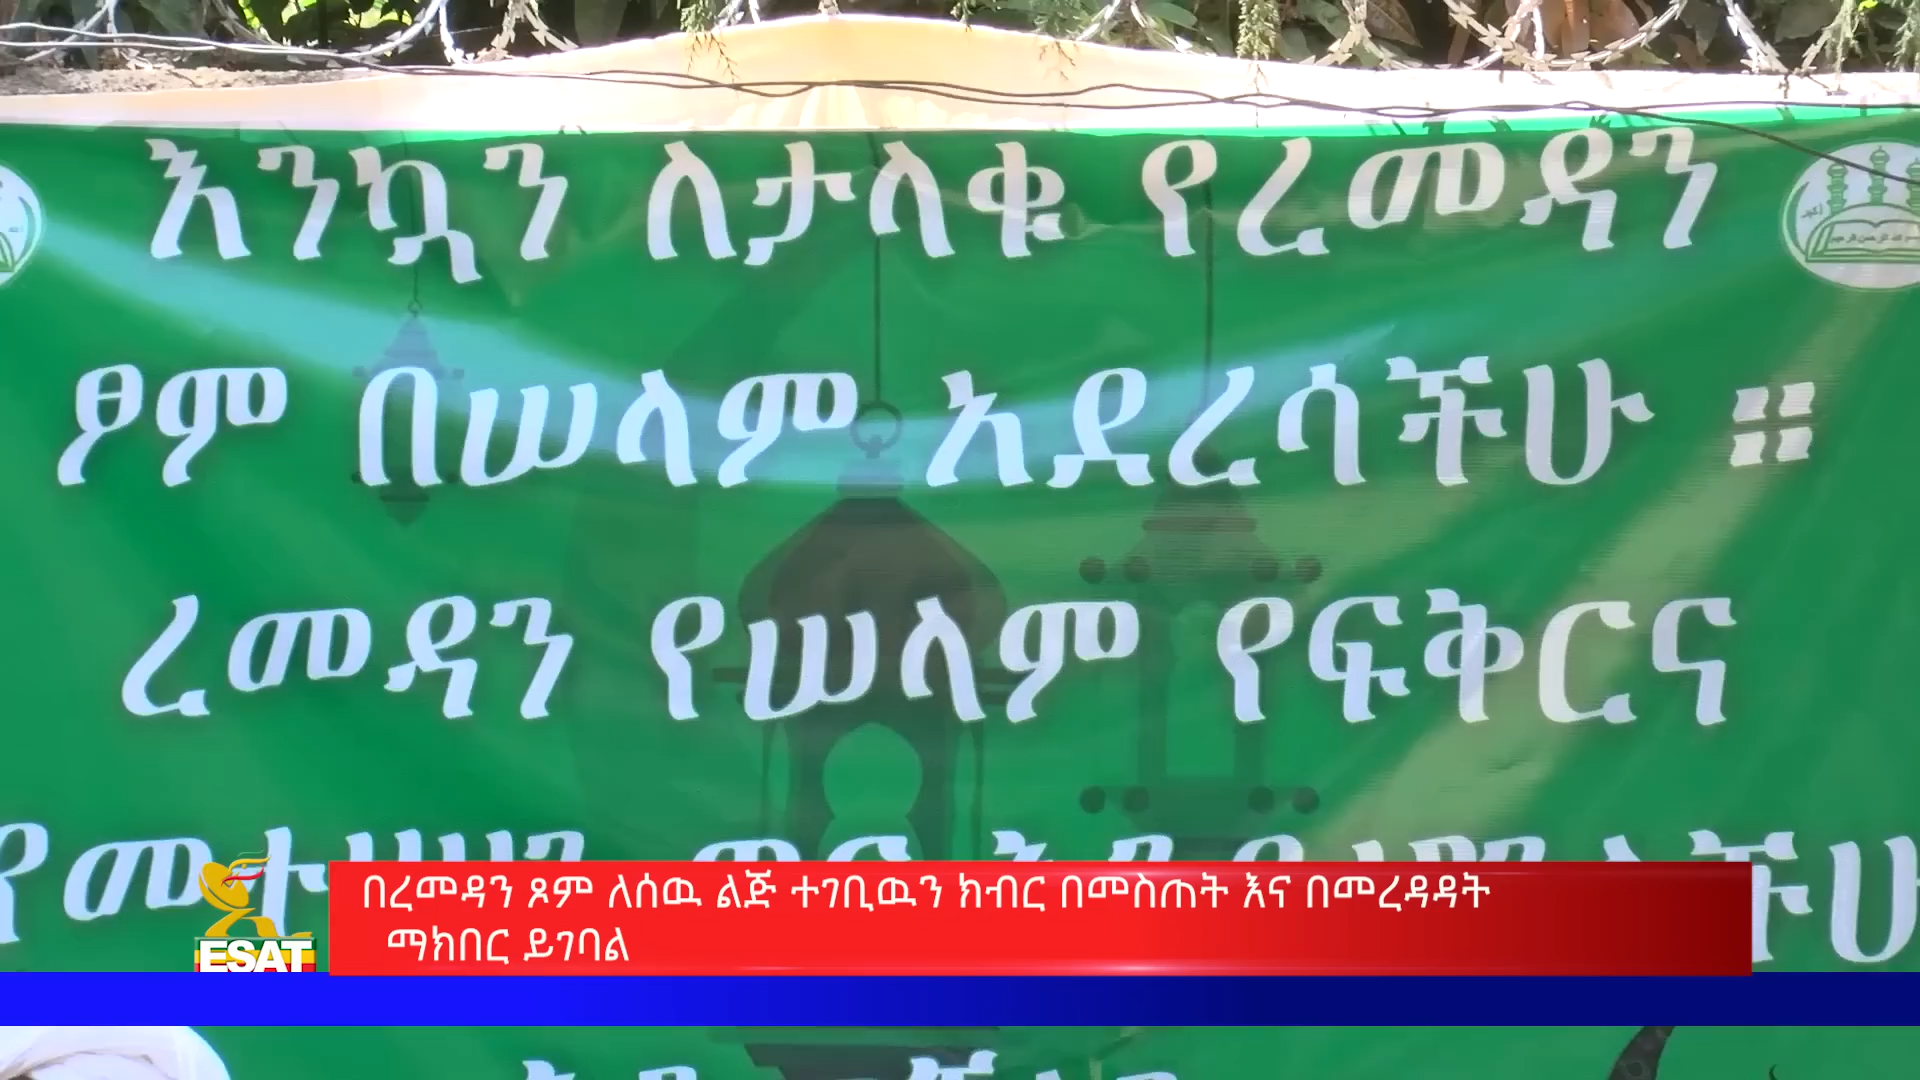 እንኳን ለታላቁ የረመዳን
ፆም በሠላም አደረሳችሁ ።
ረመዳን የሠላም የፍቅርና
በረመዳን ጾም ለሰዉ ልጅ ተገቢዉን ክብር በመስጠት እና በመረዳዳት
ማክበር ይገባል
ESAT